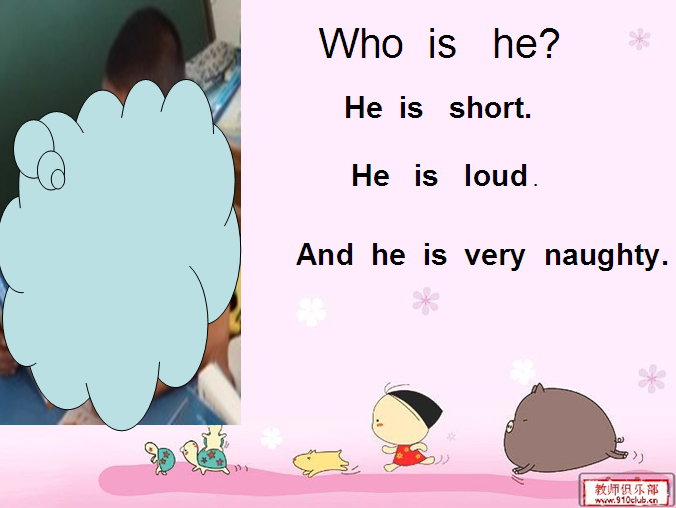 Who is he?
He is short.
He is loud.
And he is very naughty.
教师俱乐部
www.910club.cn